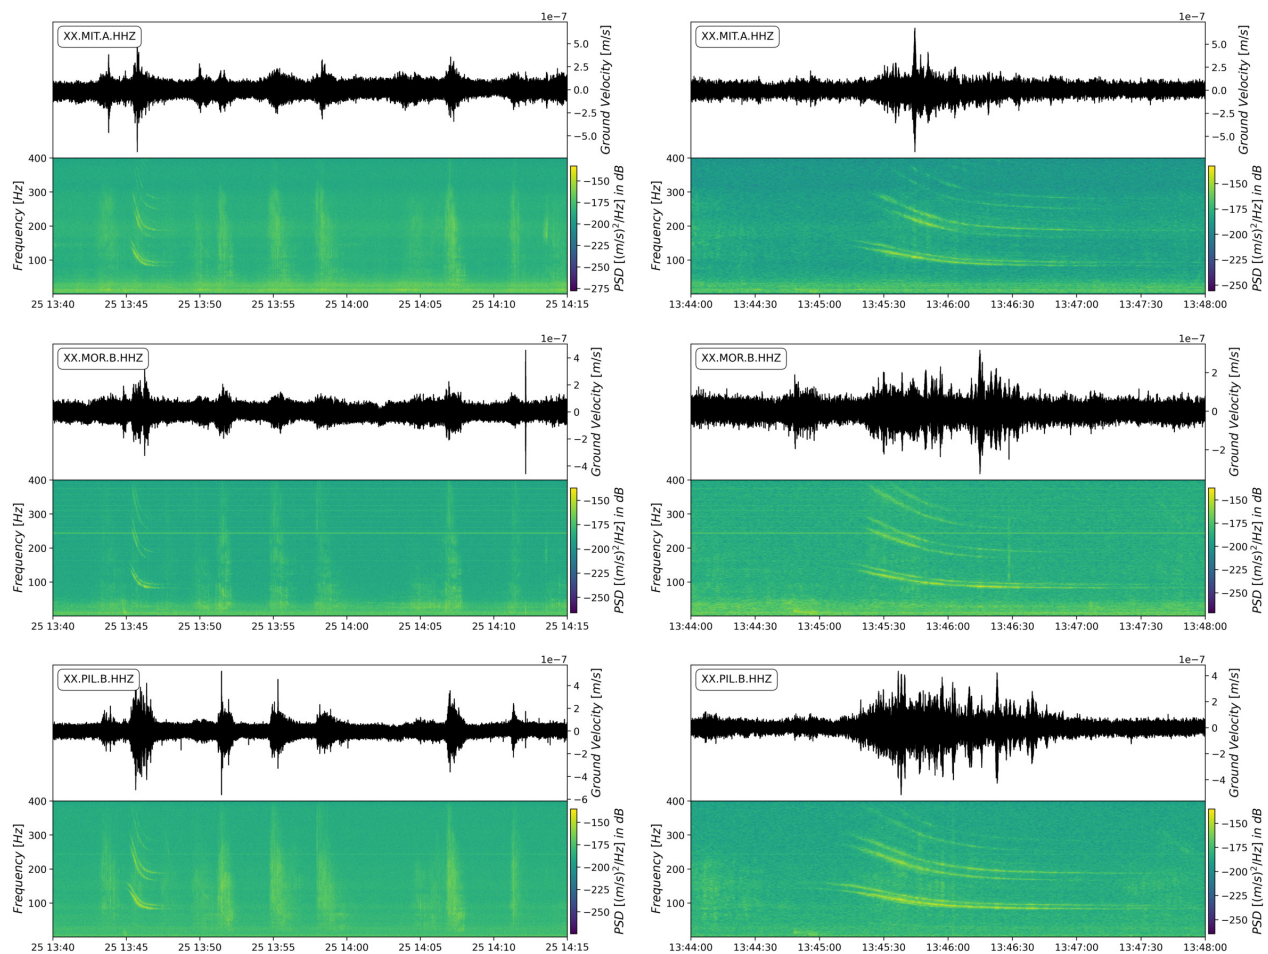 1e−7 1e−7
XX.MIT.A.HHZ XX.MIT.A.HHZ
5.0 2.5 0.0 −2.5 −5.0 Ground Velocity [m/s] 5.0 2.5 0.0 −2.5 −5.0 Ground Velocity [m/s]
400 300 200 100 Frequency [Hz] −150 −175 −200 −225 −250 −275 PSD [(m/s)²/Hz] in dB 400 300 200 100 Frequency [Hz] −150 −175 −200 −225 −250 PSD [(m/s)²/Hz] in dB
25 13:40 25 13:45 25 13:50 25 13:55 25 14:00 25 14:05 25 14:10 25 14:15 13:44:00 13:44:30 13:45:00 13:45:30 13:46:00 13:46:30 13:47:00 13:47:30 13:48:00
1e−7 1e−7
XX.MOR.B.HHZ XX.MOR.B.HHZ
4 2 0 −2 −4 Ground Velocity [m/s] 2 0 −2 Ground Velocity [m/s]
400 300 200 100 Frequency [Hz] −150 −175 −200 −225 −250 PSD [(m/s)²/Hz] in dB 400 300 200 100 Frequency [Hz] −150 −175 −200 −225 −250 PSD [(m/s)²/Hz] in dB
25 13:40 25 13:45 25 13:50 25 13:55 25 14:00 25 14:05 25 14:10 25 14:15 13:44:00 13:44:30 13:45:00 13:45:30 13:46:00 13:46:30 13:47:00 13:47:30 13:48:00
1e−7 1e−7
XX.PIL.B.HHZ XX.PIL.B.HHZ
4 2 0 −2 −4 −6 Ground Velocity [m/s] 4 2 0 −2 −4 Ground Velocity [m/s]
400 300 200 100 Frequency [Hz] −150 −175 −200 −225 −250 PSD [(m/s)²/Hz] in dB 400 300 200 100 Frequency [Hz] −150 −175 −200 −225 −250 PSD [(m/s)²/Hz] in dB
25 13:40 25 13:45 25 13:50 25 13:55 25 14:00 25 14:05 25 14:10 25 14:15 13:44:00 13:44:30 13:45:00 13:45:30 13:46:00 13:46:30 13:47:00 13:47:30 13:48:00